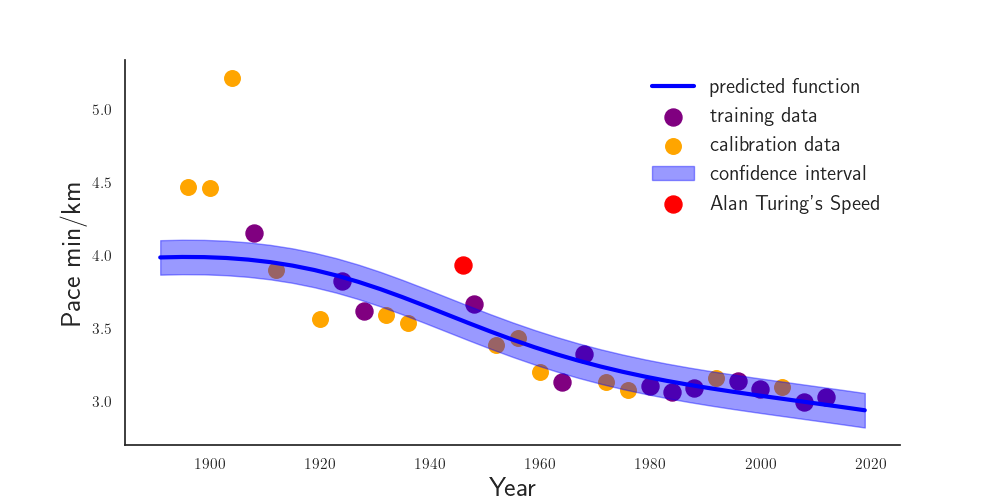 predicted function
training data
calibration data
confidence interval
Alan Turing's Speed
Pace min/km
5.0
4.5
4.0
3.5
3.0
1900 1920 1940 1960 1980 2000 2020
Year